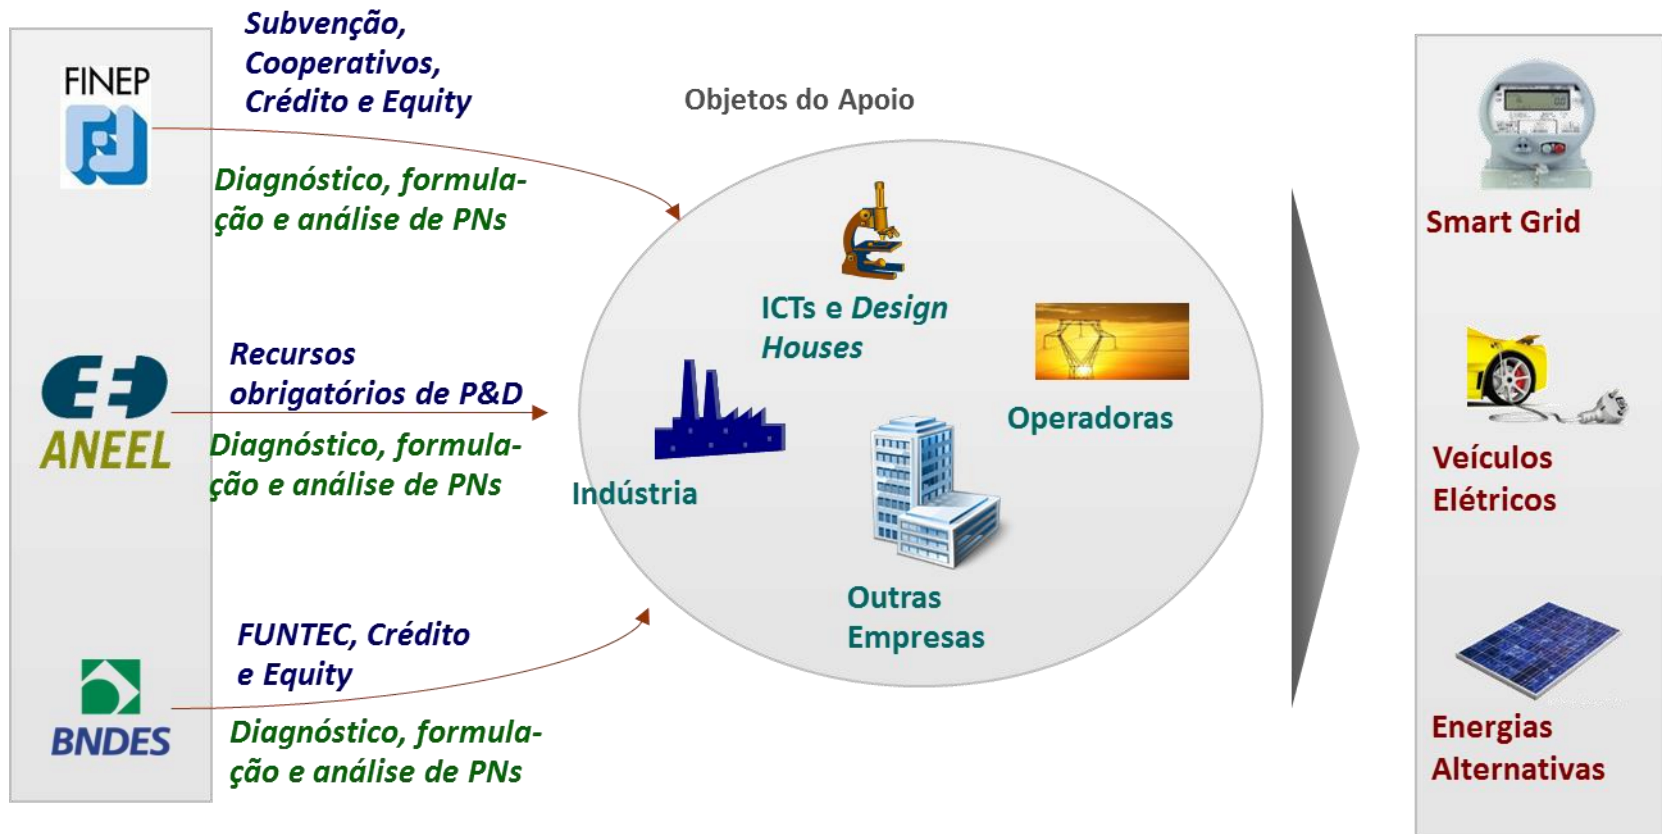 FINEP
Subvenção,
Cooperativos,
Crédito e Equity
Diagnóstico, formula-
ção e análise de PNs
ANEEL
Recursos
obrigatórios de P&D
Diagnóstico, formula-
ção e análise de PNs
BNDES
FUNTEC, Crédito
e Equity
Diagnóstico, formula-
ção e análise de PNs
Objetos do Apoio
ICTs e Design
Houses
Operadoras
Indústria
Outras
Empresas
Smart Grid
Veículos
Elétricos
Energias
Alternativas